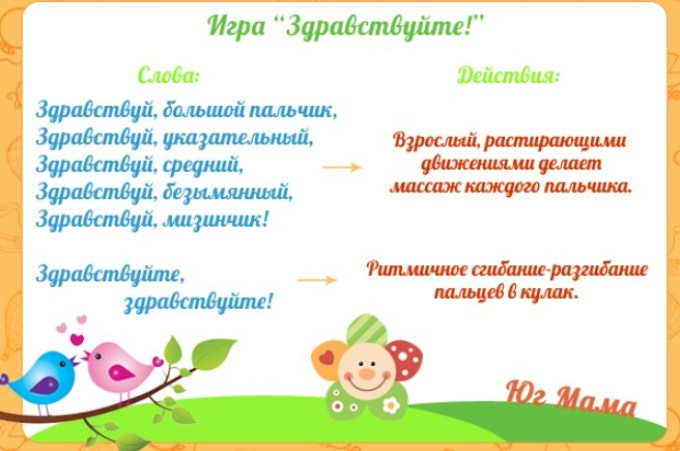 Игра “Здравствуйте!”
Слова:
Здравствуй, большой пальчик,
Здравствуй, указательный,
Здравствуй, средний,
Здравствуй, безымянный,
Здравствуй, мизинчик!
Здравствуйте,
здравствуйте!
Действия:
Взрослый, растирающими
движениями делает
массаж каждого пальчика.
Ритмичное сгибание-разгибание
пальцев в кулак.
Юг Мама